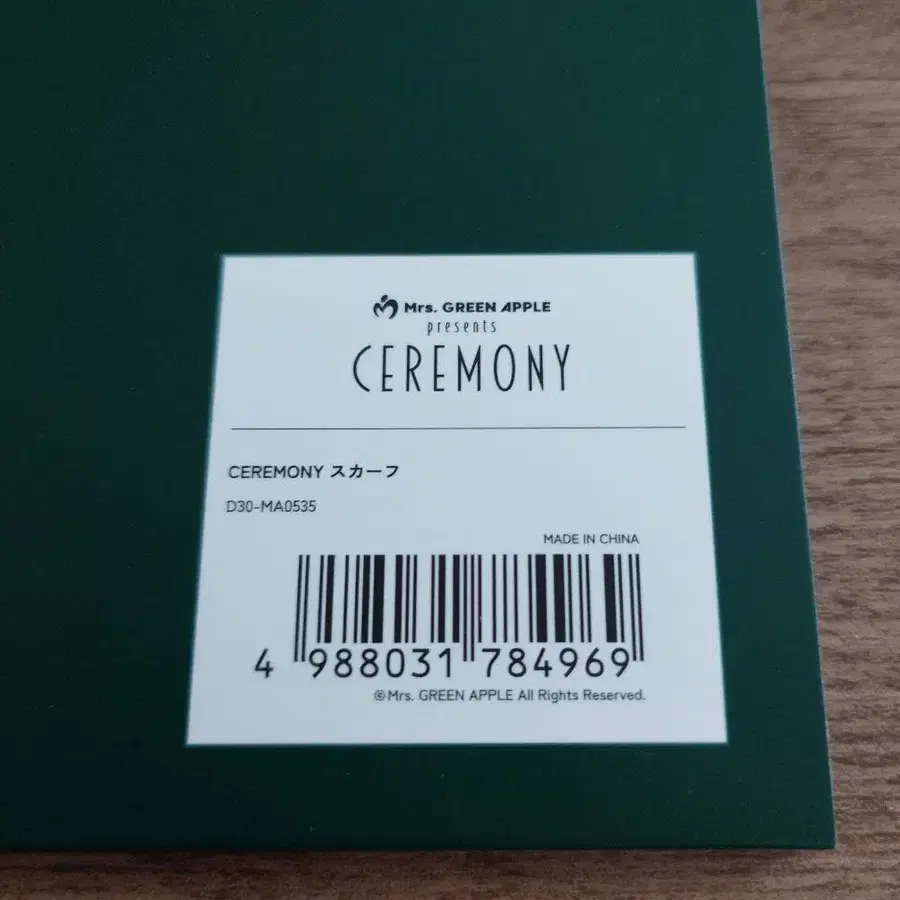 Mrs. GREEN APPLE
presents
CEREMONY
CEREMONY スカーフ
D30-MA0535
MADE IN CHINA
4 988031 784969
©Mrs. GREEN APPLE All Rights Reserved.